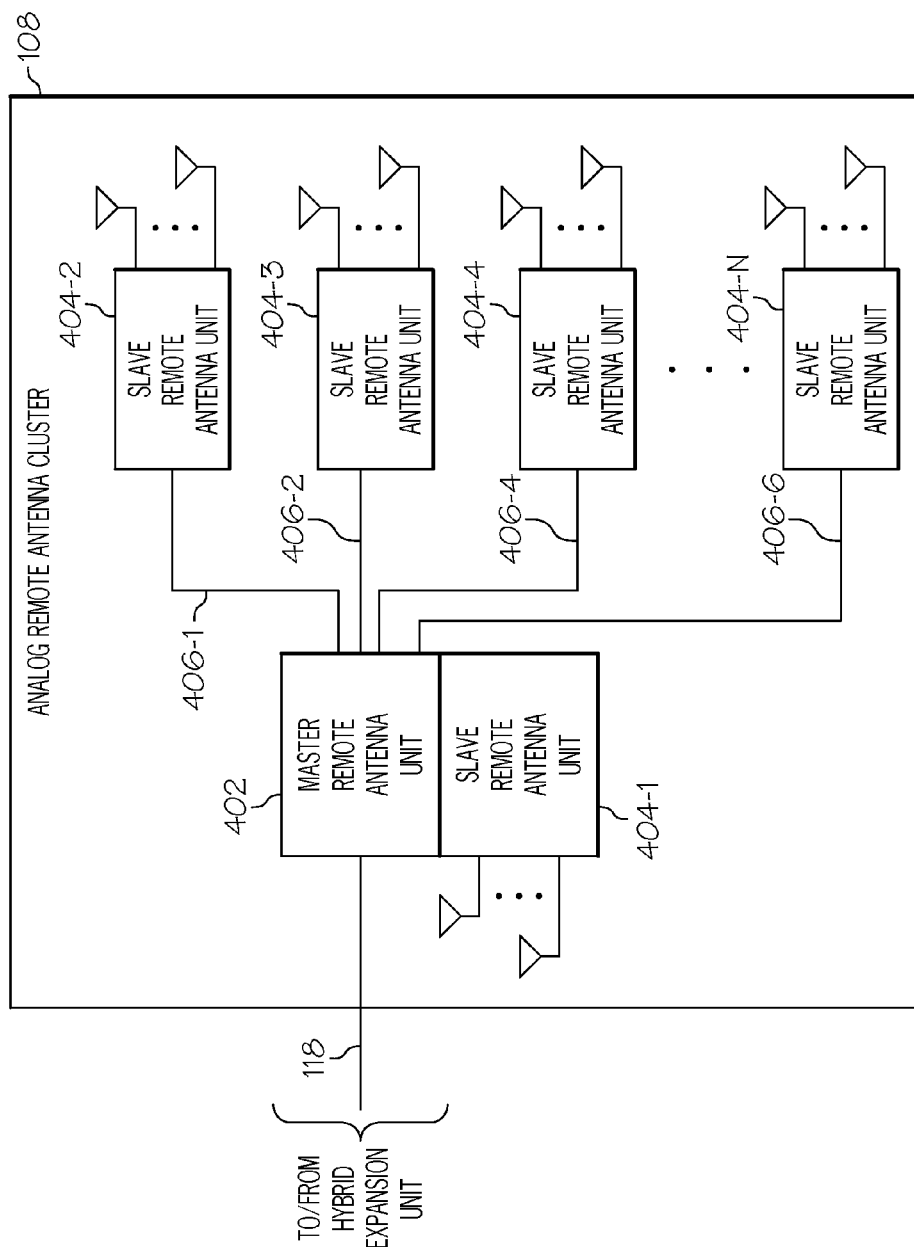 108
ANALOG REMOTE ANTENNA CLUSTER
404-2
SLAVE
REMOTE
ANTENNA UNIT
406-1
404-3
SLAVE
REMOTE
ANTENNA UNIT
406-2
404-4
SLAVE
REMOTE
ANTENNA UNIT
406-4
404-N
SLAVE
REMOTE
ANTENNA UNIT
406-6
402
MASTER
REMOTE
ANTENNA
UNIT
SLAVE
REMOTE
ANTENNA
UNIT
404-1
118
TO/FROM
HYBRID
EXPANSION
UNIT